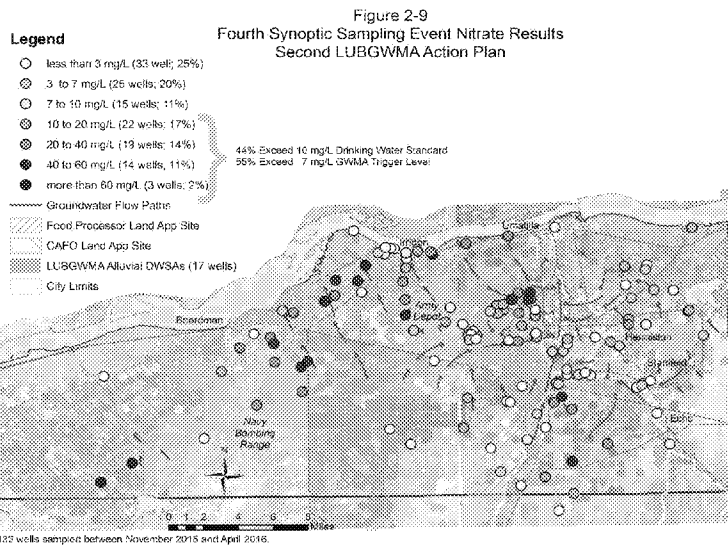 Figure 2-9
Fourth Synoptic Sampling Event Nitrate Results
Second LUBGWMA Action Plan
Legend
less than 3 mg/L (33 well; 25%)
3 to 7 mg/L (25 wells; 20%)
7 to 10 mg/L (15 wells; 11%)
10 to 20 mg/L (22 wells; 17%)
20 to 40 mg/L (19 wells; 14%)
40 to 60 mg/L (14 wells, 11%)
more than 60 mg/L (3 wells; 2%)
44% Exceed 10 mg/L Drinking Water Standard
55% Exceed 7 mg/L GWMA Trigger Level
Groundwater Flow Paths
Food Processor Land App Site
CAFO Land App Site
LUBGWMA Alluvial DWSAs (17 wells)
City Limits
Umatilla
Irrigon
Army
Depot
Boardman
Hermiston
Stanfield
Echo
Navy
Bombing
Range
N
0 1 2 4 6 8
Miles
132 wells sampled between November 2015 and April 2016.